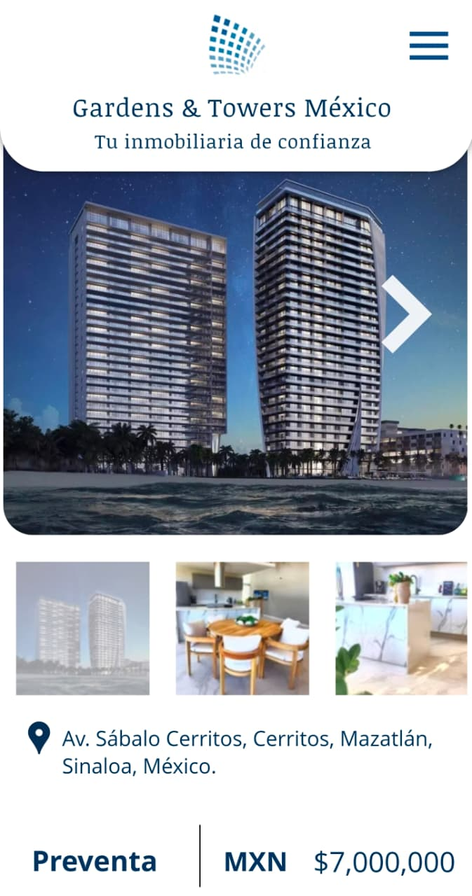 Gardens & Towers México
Tu inmobiliaria de confianza
Av. Sábalo Cerritos, Cerritos, Mazatlán,
Sinaloa, México.
Preventa
MXN $7,000,000